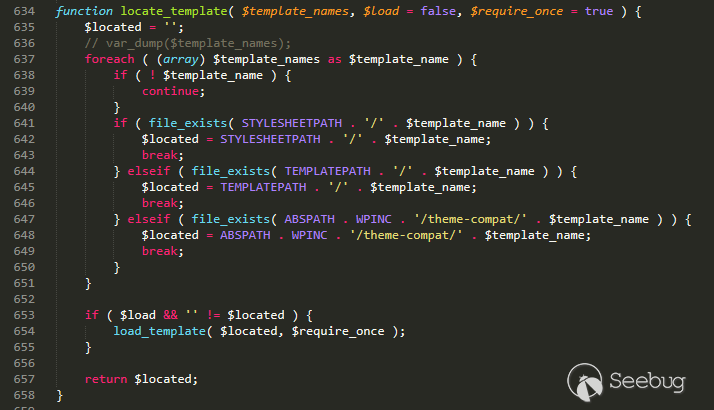 634 function locate_template( $template_names, $load = false, $require_once = true ) {
635     $located = '';
636     // var_dump($template_names);
637     foreach ( (array) $template_names as $template_name ) {
638         if ( ! $template_name ) {
639             continue;
640         }
641         if ( file_exists( STYLESHEETPATH . '/' . $template_name ) ) {
642             $located = STYLESHEETPATH . '/' . $template_name;
643             break;
644         } elseif ( file_exists( TEMPLATEPATH . '/' . $template_name ) ) {
645             $located = TEMPLATEPATH . '/' . $template_name;
646             break;
647         } elseif ( file_exists( ABSPATH . WPINC . '/theme-compat/' . $template_name ) ) {
648             $located = ABSPATH . WPINC . '/theme-compat/' . $template_name;
649             break;
650         }
651     }
652
653     if ( $load && '' != $located ) {
654         load_template( $located, $require_once );
655     }
656
657     return $located;
658 }
Seebug